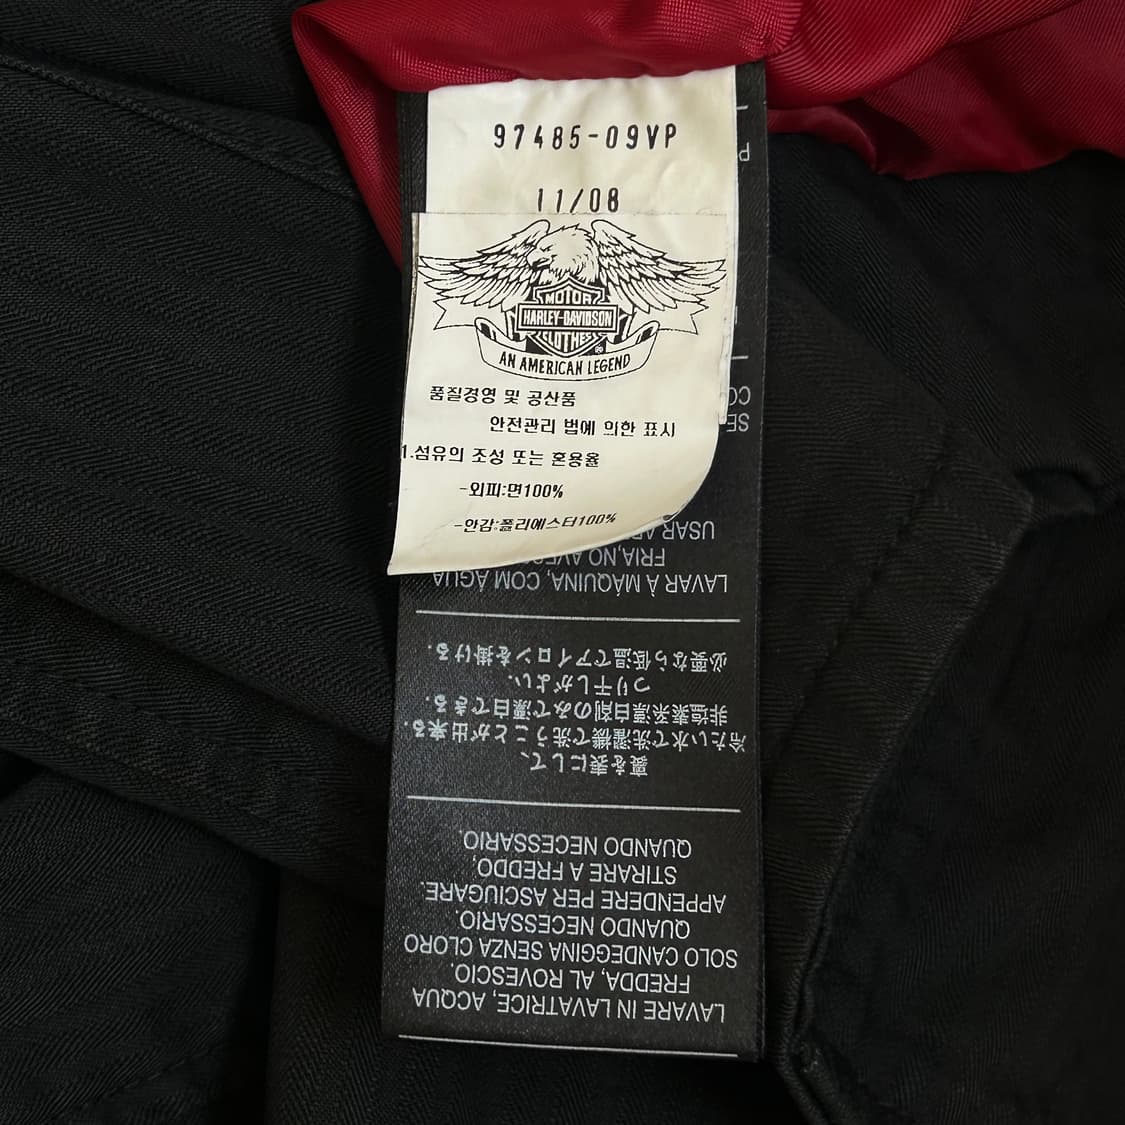 97485-09VP
11/08
MOTOR
HARLEY-DAVIDSON
CLOTHES
®
AN AMERICAN LEGEND
품질경영 및 공산품
안전관리 법에 의한 표시
1.섬유의 조성 또는 혼용율
-외피:면100%
-안감:폴리에스터100%
LAVAR À MÁQUINA, COM ÁGUA
FRIA,NO
USAR
裏を表にして、
冷たい水で洗濯機で洗うことが出来る.
非塩素系漂白剤のみで漂白できる.
つり干しがよい.
必要なら低温でアイロンを掛ける.
LAVARE IN LAVATRICE, ACQUA
FREDDA, AL ROVESCIO.
SOLO CANDEGGINA SENZA CLORO
QUANDO NECESSARIO.
APPENDERE PER ASCIUGARE.
STIRARE A FREDDO,
QUANDO NECESSARIO.